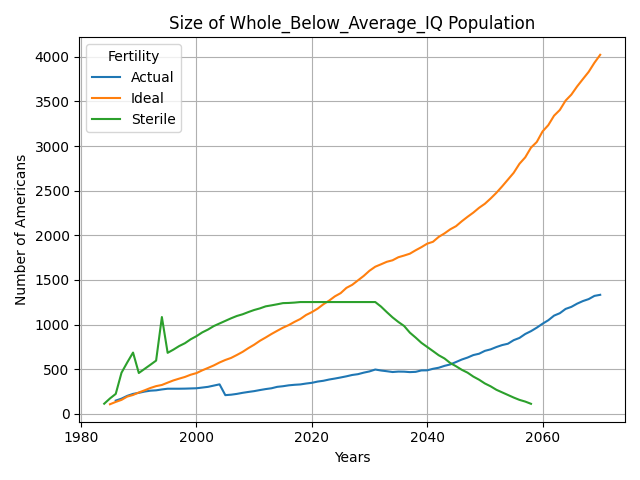 Size of Whole_Below_Average_IQ Population
Fertility
Actual
Ideal
Sterile
Number of Americans
4000
3500
3000
2500
2000
1500
1000
500
0
1980
2000
2020
2040
2060
Years